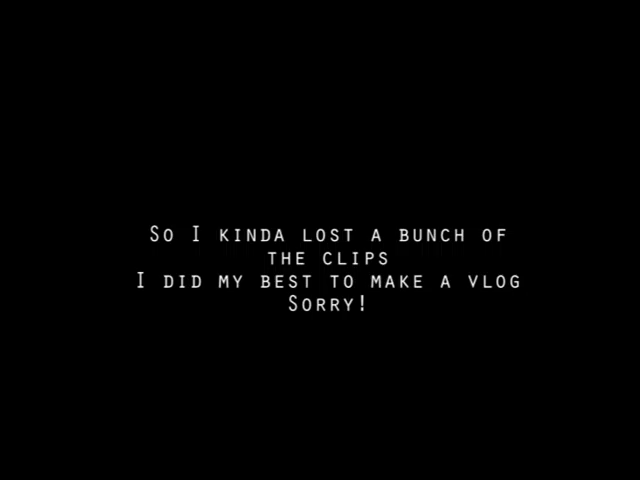 So I kinda lost a bunch of
the clips
I did my best to make a vlog
Sorry!